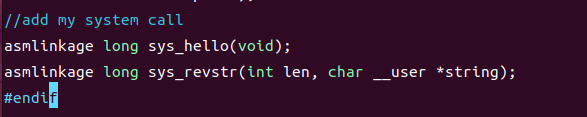 //add my system call
asmlinkage long sys_hello(void);
asmlinkage long sys_revstr(int len, char __user *string);
#endif